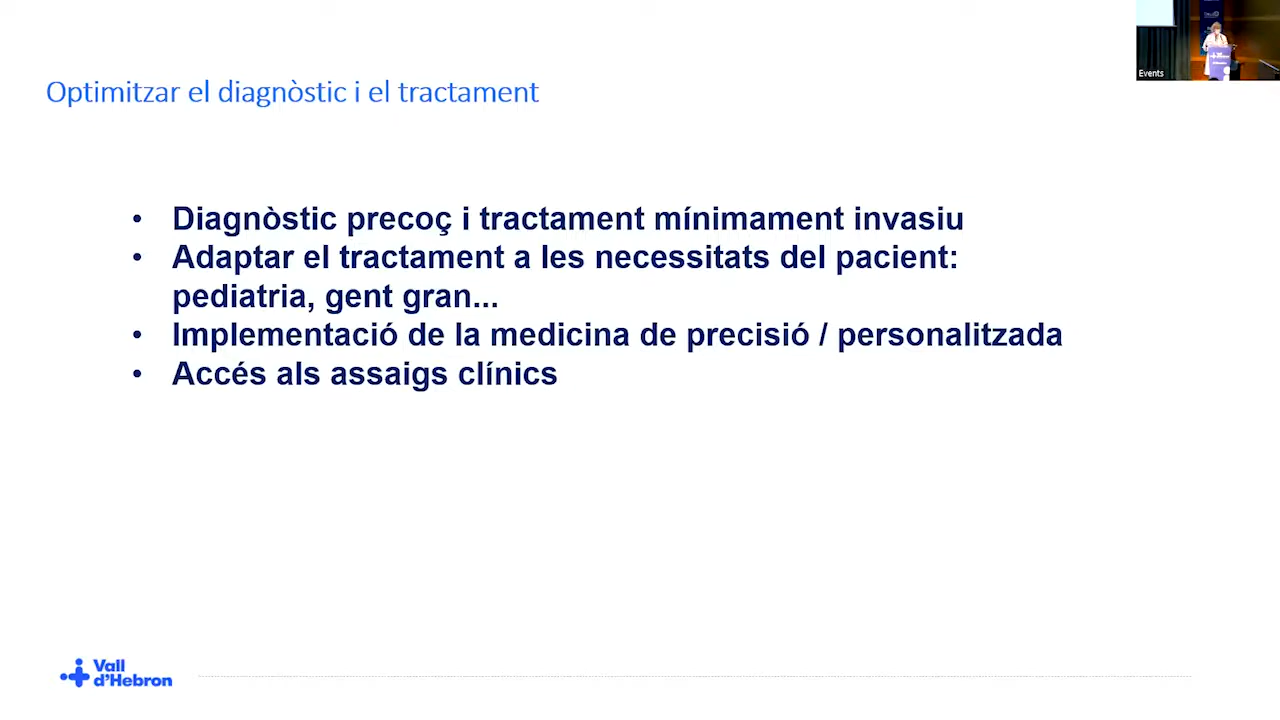 Events
Optimitzar el diagnòstic i el tractament
• Diagnòstic precoç i tractament mínimament invasiu
• Adaptar el tractament a les necessitats del pacient:
pediatria, gent gran...
• Implementació de la medicina de precisió / personalitzada
• Accés als assaigs clínics
Vall
d'Hebron